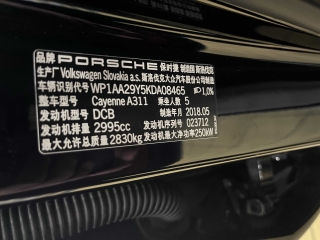 品牌 PORSCHE 保时捷 制造国 斯洛伐克
生产厂 Volkswagen Slovakia a.s. 斯洛伐克大众汽车股份公司制造
车辆识别代号 WP1AA29Y5KDA08465 1,0%
整车型号 Cayenne A311 乘坐人数 5
发动机型号 DCB 制造年月 2018.05
发动机排量 2995cc 发动机号 023712
最大允许总质量 2830kg 发动机最大净功率 250kW